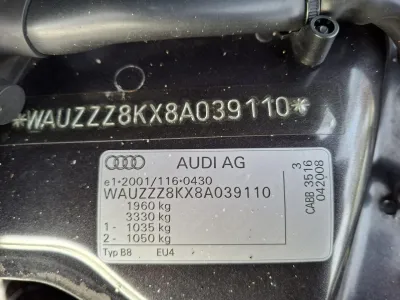 *WAUZZZ8KX8A039110*
AUDI AG
e1*2001/116*0430
WAUZZZ8KX8A039110
1960 kg
3330 kg
1- 1035 kg
2- 1050 kg
Typ B8 EU4
3
CABB 3516
042008